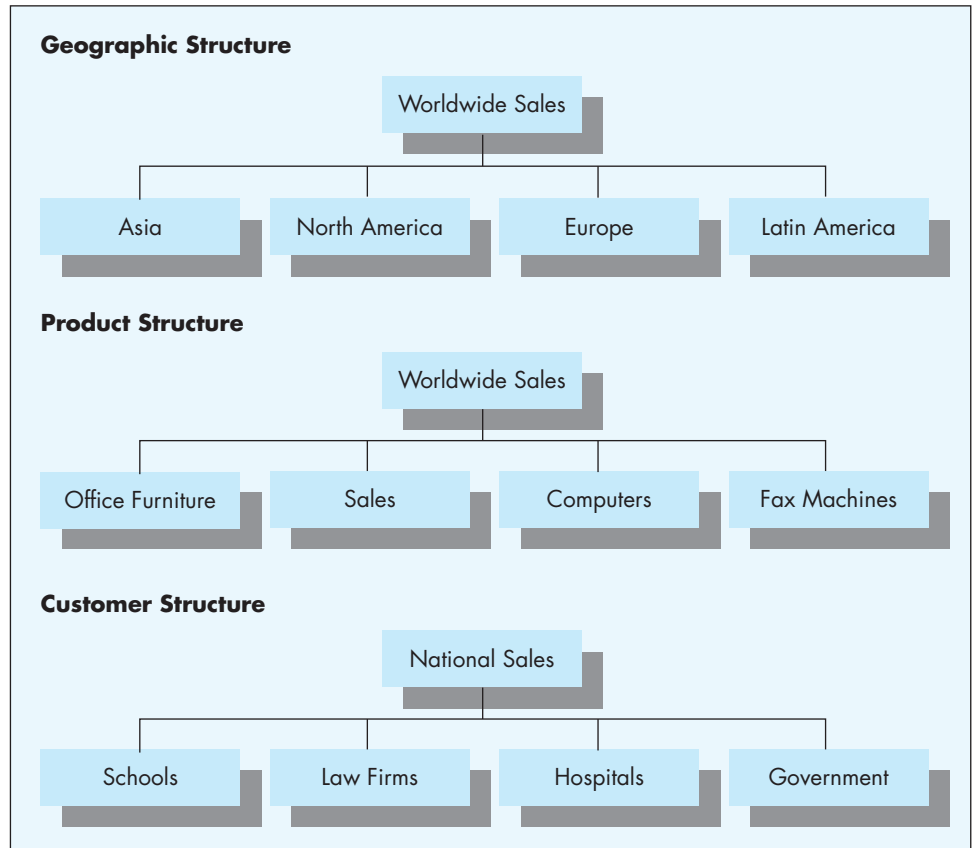 Geographic Structure
Worldwide Sales
Asia
North America
Europe
Latin America
Product Structure
Worldwide Sales
Office Furniture
Sales
Computers
Fax Machines
Customer Structure
National Sales
Schools
Law Firms
Hospitals
Government